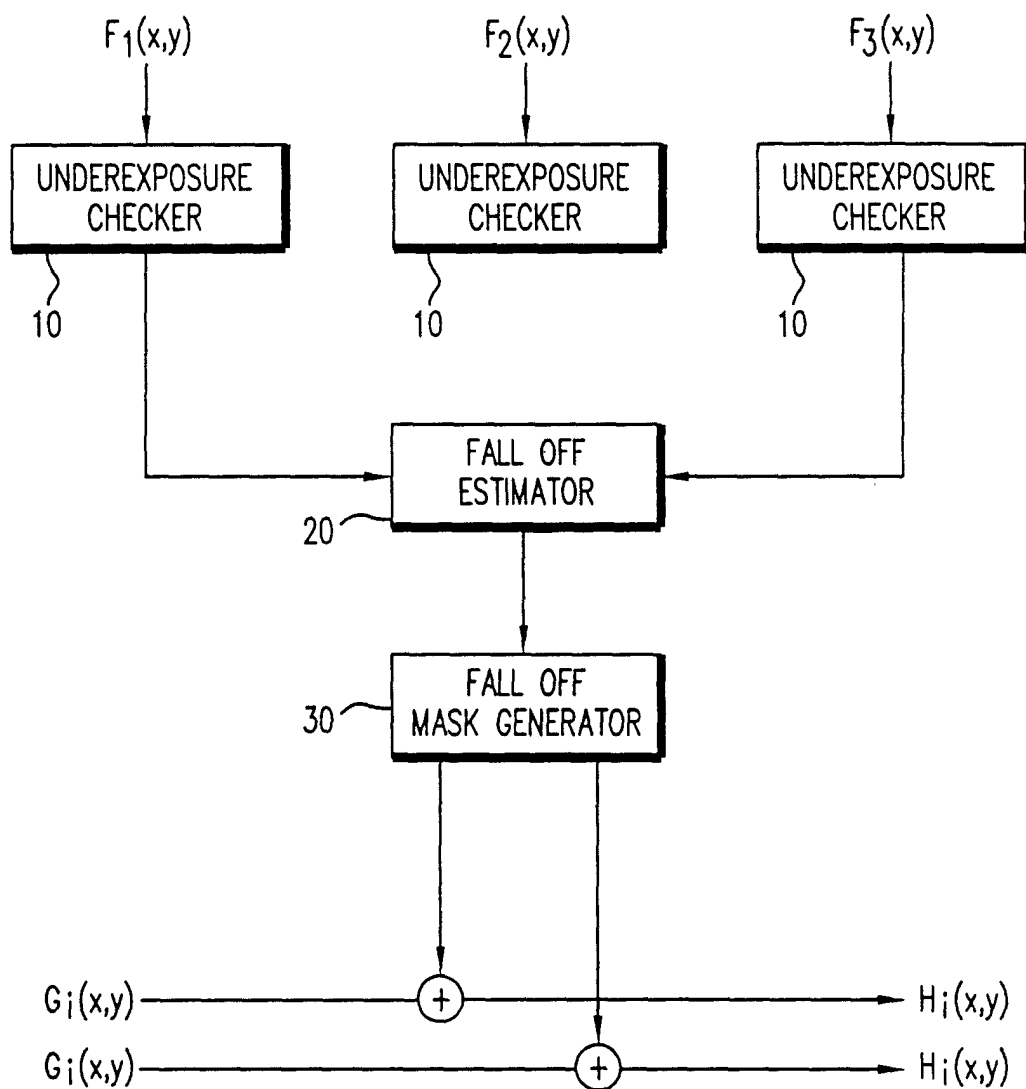 F1(x,y) F2(x,y) F3(x,y)
UNDEREXPOSURE CHECKER
UNDEREXPOSURE CHECKER
UNDEREXPOSURE CHECKER
10 10 10
FALL OFF
ESTIMATOR
20
FALL OFF
MASK GENERATOR
30
Gi(x,y) + Hi(x,y)
Gi(x,y) + Hi(x,y)